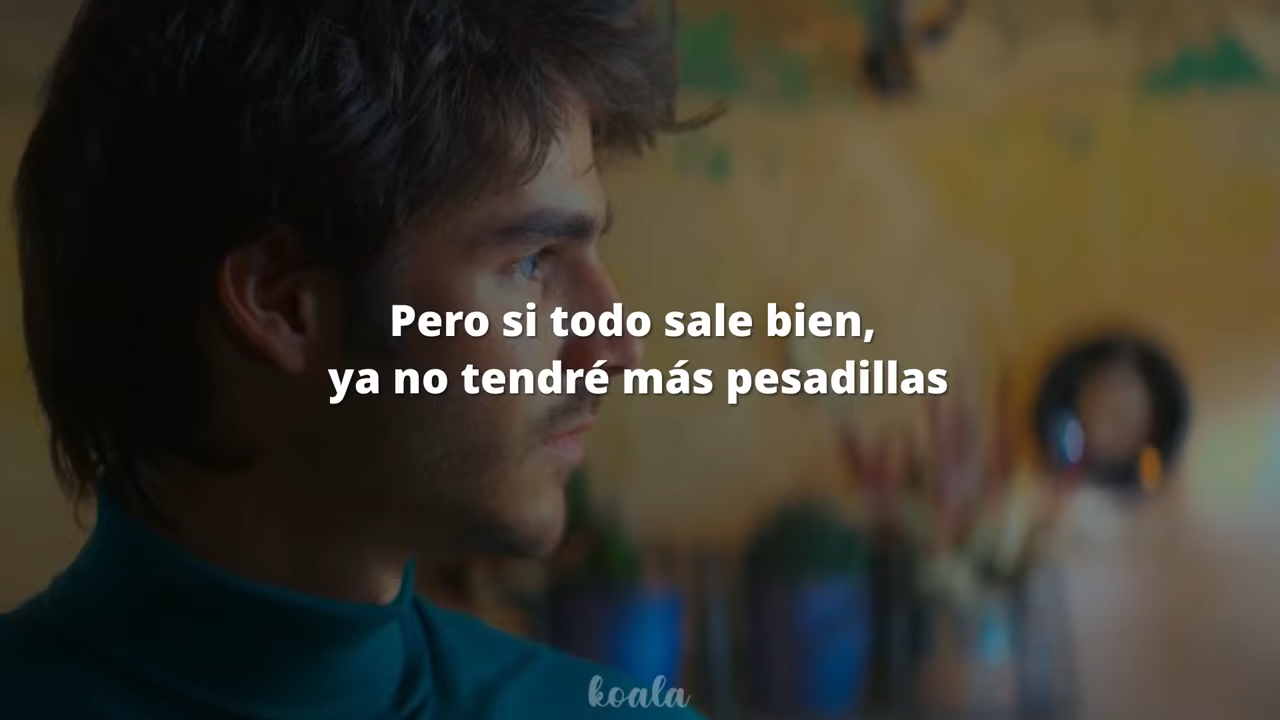 Pero si todo sale bien,
ya no tendré más pesadillas
koala